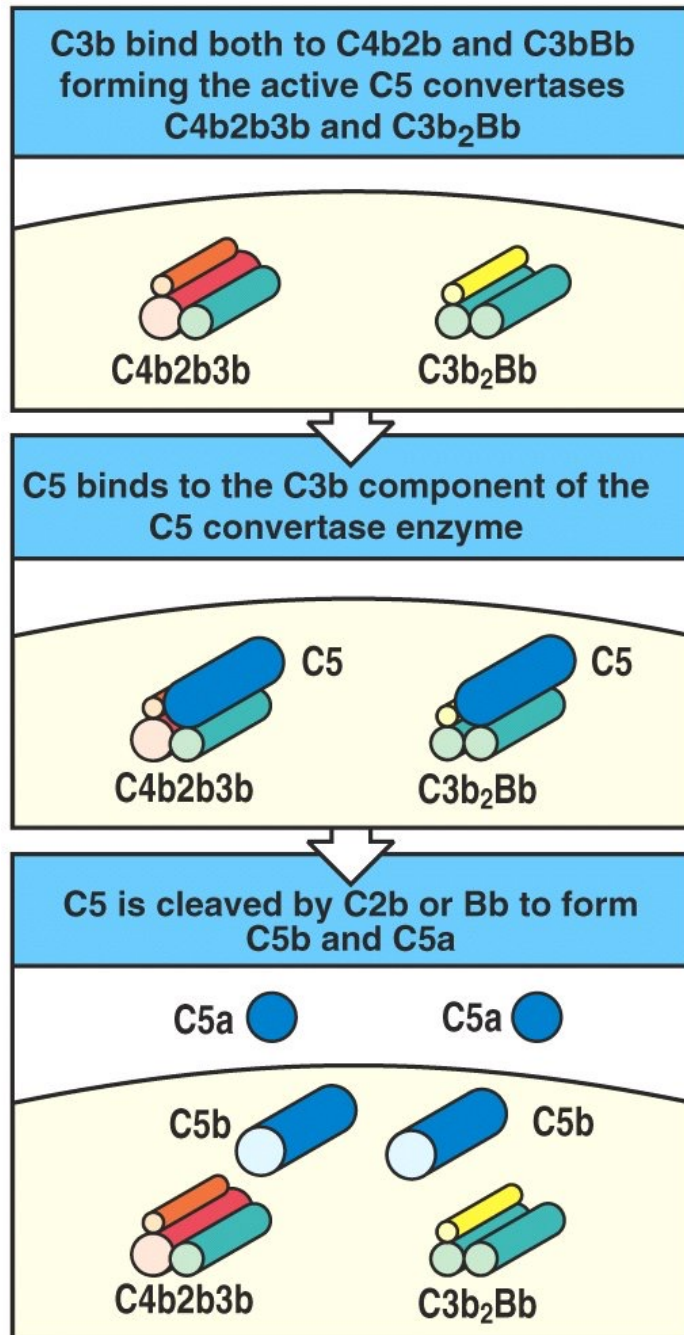 C3b bind both to C4b2b and C3bBb
forming the active C5 convertases
C4b2b3b and C3b₂Bb
C4b2b3b
C3b₂Bb
C5 binds to the C3b component of the
C5 convertase enzyme
C5
C5
C4b2b3b
C3b₂Bb
C5 is cleaved by C2b or Bb to form
C5b and C5a
C5a
C5a
C5b
C5b
C4b2b3b
C3b₂Bb